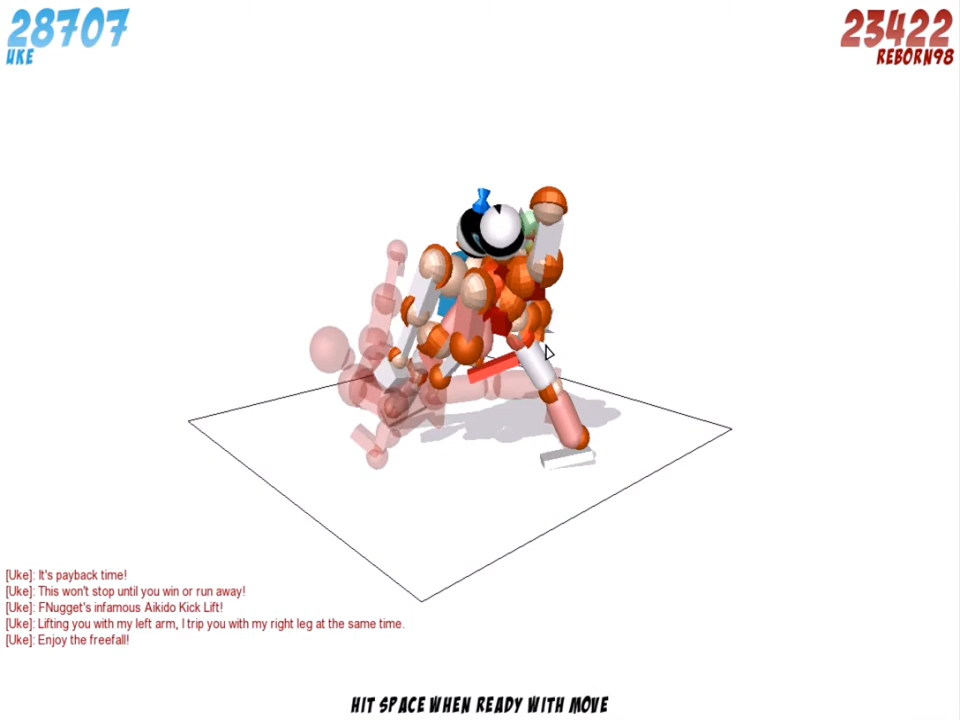 28707
UKE
23422
REBORN98
[Uke]: It's payback time!
[Uke]: This won't stop until you win or run away!
[Uke]: FNugget's infamous Aikido Kick Lift!
[Uke]: Lifting you with my left arm, I trip you with my right leg at the same time.
[Uke]: Enjoy the freefall!
HIT SPACE WHEN READY WITH MOVE